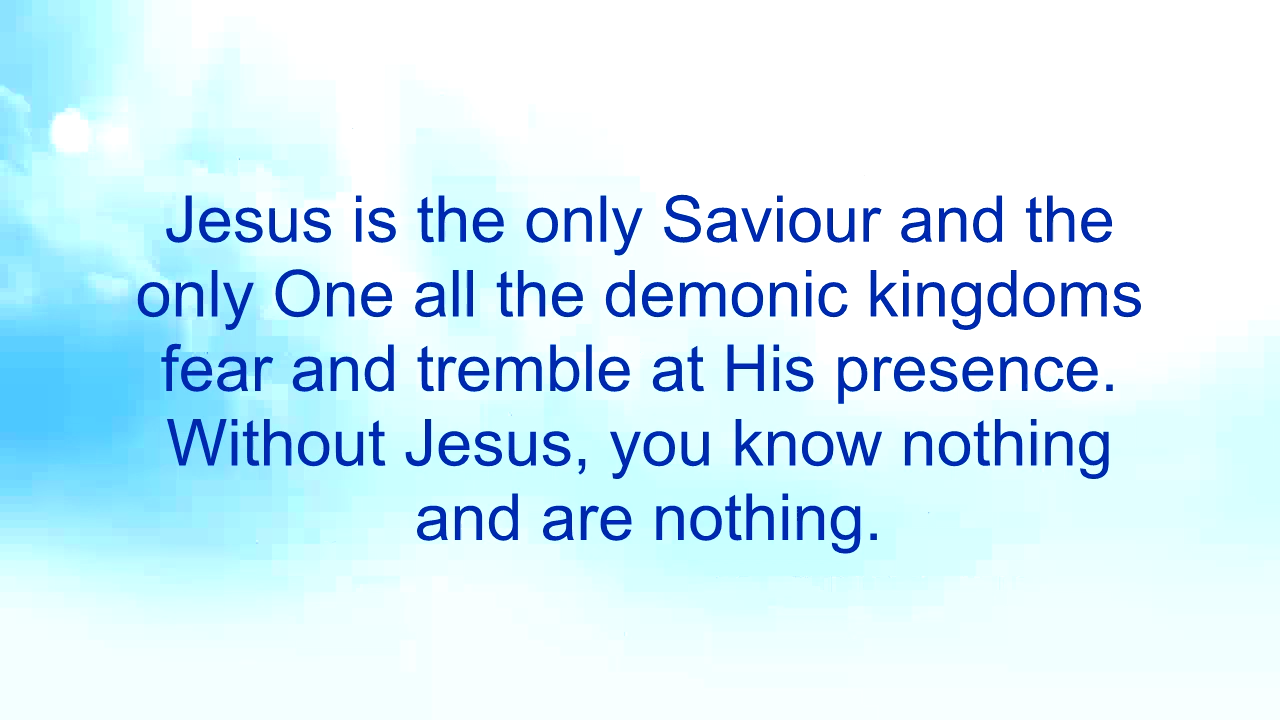 Jesus is the only Saviour and the
only One all the demonic kingdoms
fear and tremble at His presence.
Without Jesus, you know nothing
and are nothing.